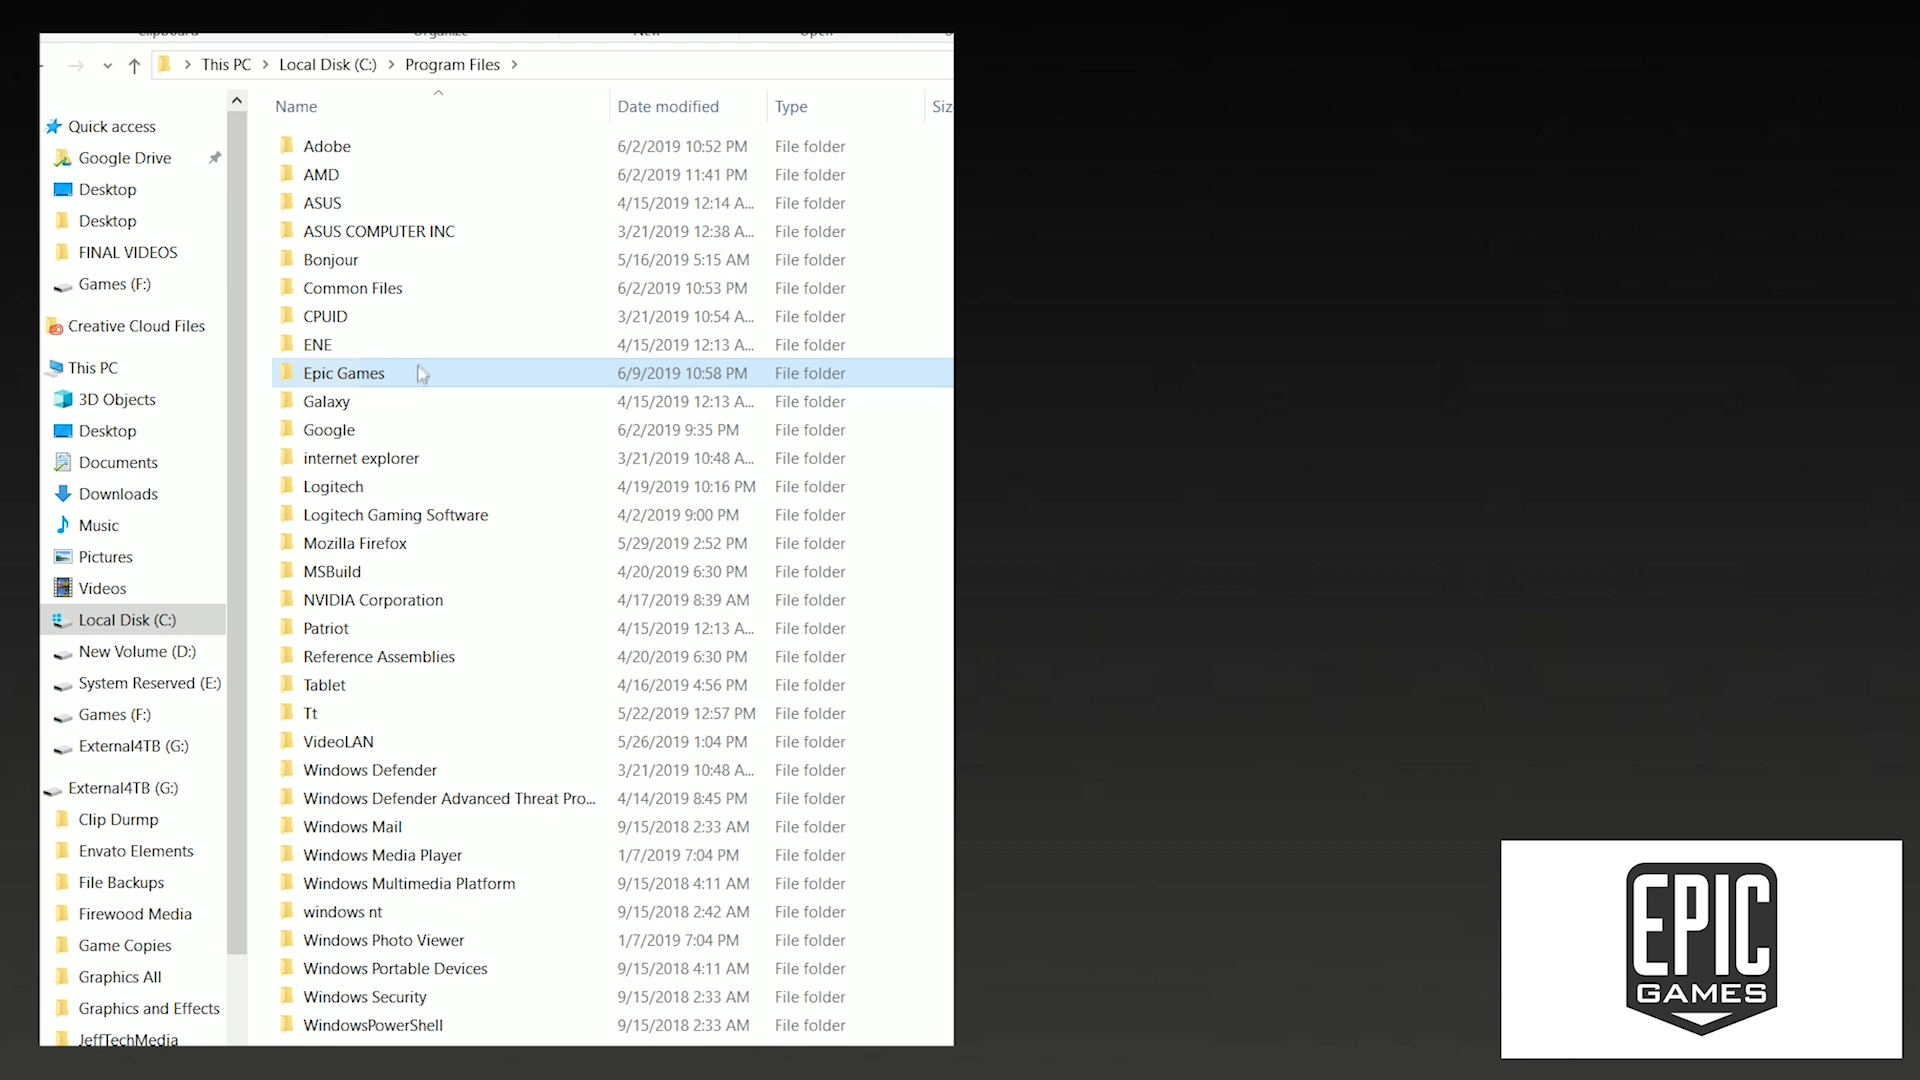 Clipboard Organize New Open
This PC > Local Disk (C:) > Program Files >
Name Date modified Type Siz
Quick access
Google Drive
Desktop
Desktop
FINAL VIDEOS
Games (F:)
Creative Cloud Files
This PC
3D Objects
Desktop
Documents
Downloads
Music
Pictures
Videos
Local Disk (C:)
New Volume (D:)
System Reserved (E:)
Games (F:)
External4TB (G:)
External4TB (G:)
Clip Durmp
Envato Elements
File Backups
Firewood Media
Game Copies
Graphics All
Graphics and Effects
JeffTechMedia
Adobe 6/2/2019 10:52 PM File folder
AMD 6/2/2019 11:41 PM File folder
ASUS 4/15/2019 12:14 A... File folder
ASUS COMPUTER INC 3/21/2019 12:38 A... File folder
Bonjour 5/16/2019 5:15 AM File folder
Common Files 6/2/2019 10:53 PM File folder
CPUID 3/21/2019 10:54 A... File folder
ENE 4/15/2019 12:13 A... File folder
Epic Games 6/9/2019 10:58 PM File folder
Galaxy 4/15/2019 12:13 A... File folder
Google 6/2/2019 9:35 PM File folder
internet explorer 3/21/2019 10:48 A... File folder
Logitech 4/19/2019 10:16 PM File folder
Logitech Gaming Software 4/2/2019 9:00 PM File folder
Mozilla Firefox 5/29/2019 2:52 PM File folder
MSBuild 4/20/2019 6:30 PM File folder
NVIDIA Corporation 4/17/2019 8:39 AM File folder
Patriot 4/15/2019 12:13 A... File folder
Reference Assemblies 4/20/2019 6:30 PM File folder
Tablet 4/16/2019 4:56 PM File folder
Tt 5/22/2019 12:57 PM File folder
VideoLAN 5/26/2019 1:04 PM File folder
Windows Defender 3/21/2019 10:48 A... File folder
Windows Defender Advanced Threat Pro... 4/14/2019 8:45 PM File folder
Windows Mail 9/15/2018 2:33 AM File folder
Windows Media Player 1/7/2019 7:04 PM File folder
Windows Multimedia Platform 9/15/2018 4:11 AM File folder
windows nt 9/15/2018 2:42 AM File folder
Windows Photo Viewer 1/7/2019 7:04 PM File folder
Windows Portable Devices 9/15/2018 4:11 AM File folder
Windows Security 9/15/2018 2:33 AM File folder
WindowsPowerShell 9/15/2018 2:33 AM File folder
EPIC
GAMES